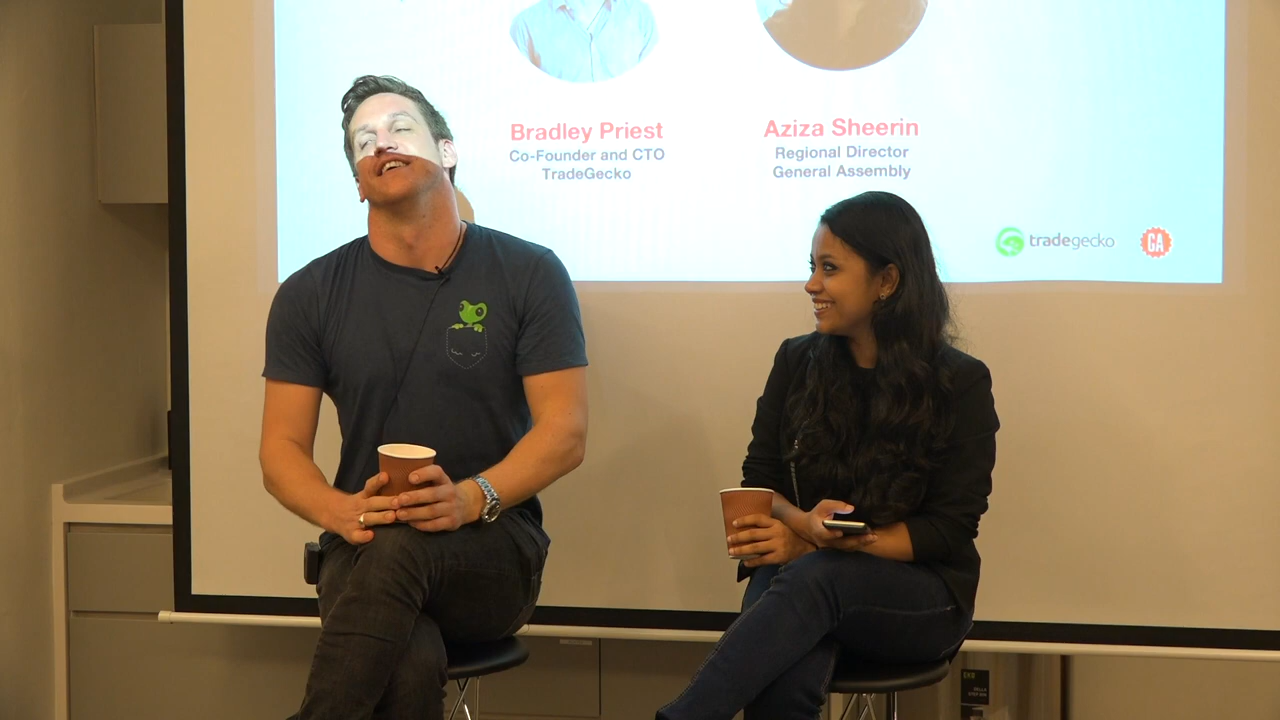 Bradley Priest
Co-Founder and CTO
TradeGecko
Aziza Sheerin
Regional Director
General Assembly
tradegecko
GA